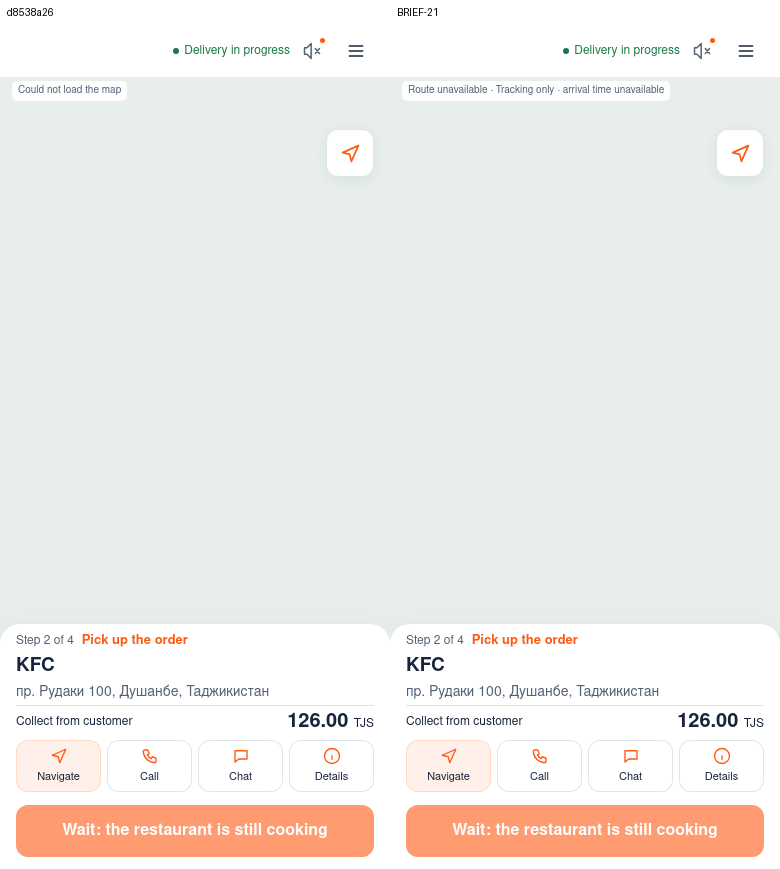 d8538a26
Delivery in progress
Could not load the map
Step 2 of 4 Pick up the order
KFC
пр. Рудаки 100, Душанбе, Таджикистан
Collect from customer 126.00 TJS
Navigate Call Chat Details
Wait: the restaurant is still cooking
BRIEF-21
Delivery in progress
Route unavailable · Tracking only · arrival time unavailable
Step 2 of 4 Pick up the order
KFC
пр. Рудаки 100, Душанбе, Таджикистан
Collect from customer 126.00 TJS
Navigate Call Chat Details
Wait: the restaurant is still cooking